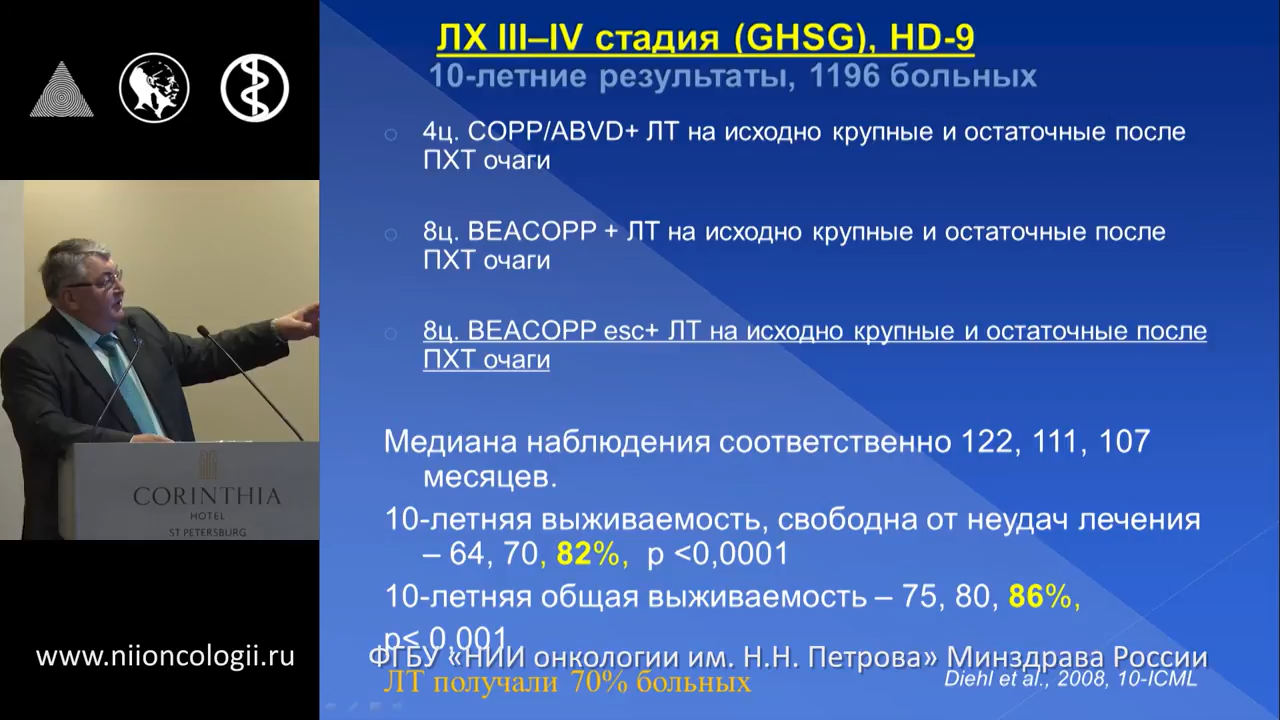 ЛХ III–IV стадия (GHSG), HD-9
10-летние результаты, 1196 больных
4ц. COPP/ABVD+ ЛТ на исходно крупные и остаточные после
ПХТ очаги
8ц. BEACOPP + ЛТ на исходно крупные и остаточные после
ПХТ очаги
8ц. BEACOPP esc+ ЛТ на исходно крупные и остаточные после
ПХТ очаги
Медиана наблюдения соответственно 122, 111, 107
месяцев.
10-летняя выживаемость, свободна от неудач лечения
– 64, 70, 82%, p <0,0001
10-летняя общая выживаемость – 75, 80, 86%,
p< 0,001
ЛТ получали 70% больных
Diehl et al., 2008, 10-ICML
CORINTHIA
HOTEL
ST PETERSBURG
www.niioncologii.ru
ФГБУ «НИИ онкологии им. Н.Н. Петрова» Минздрава России